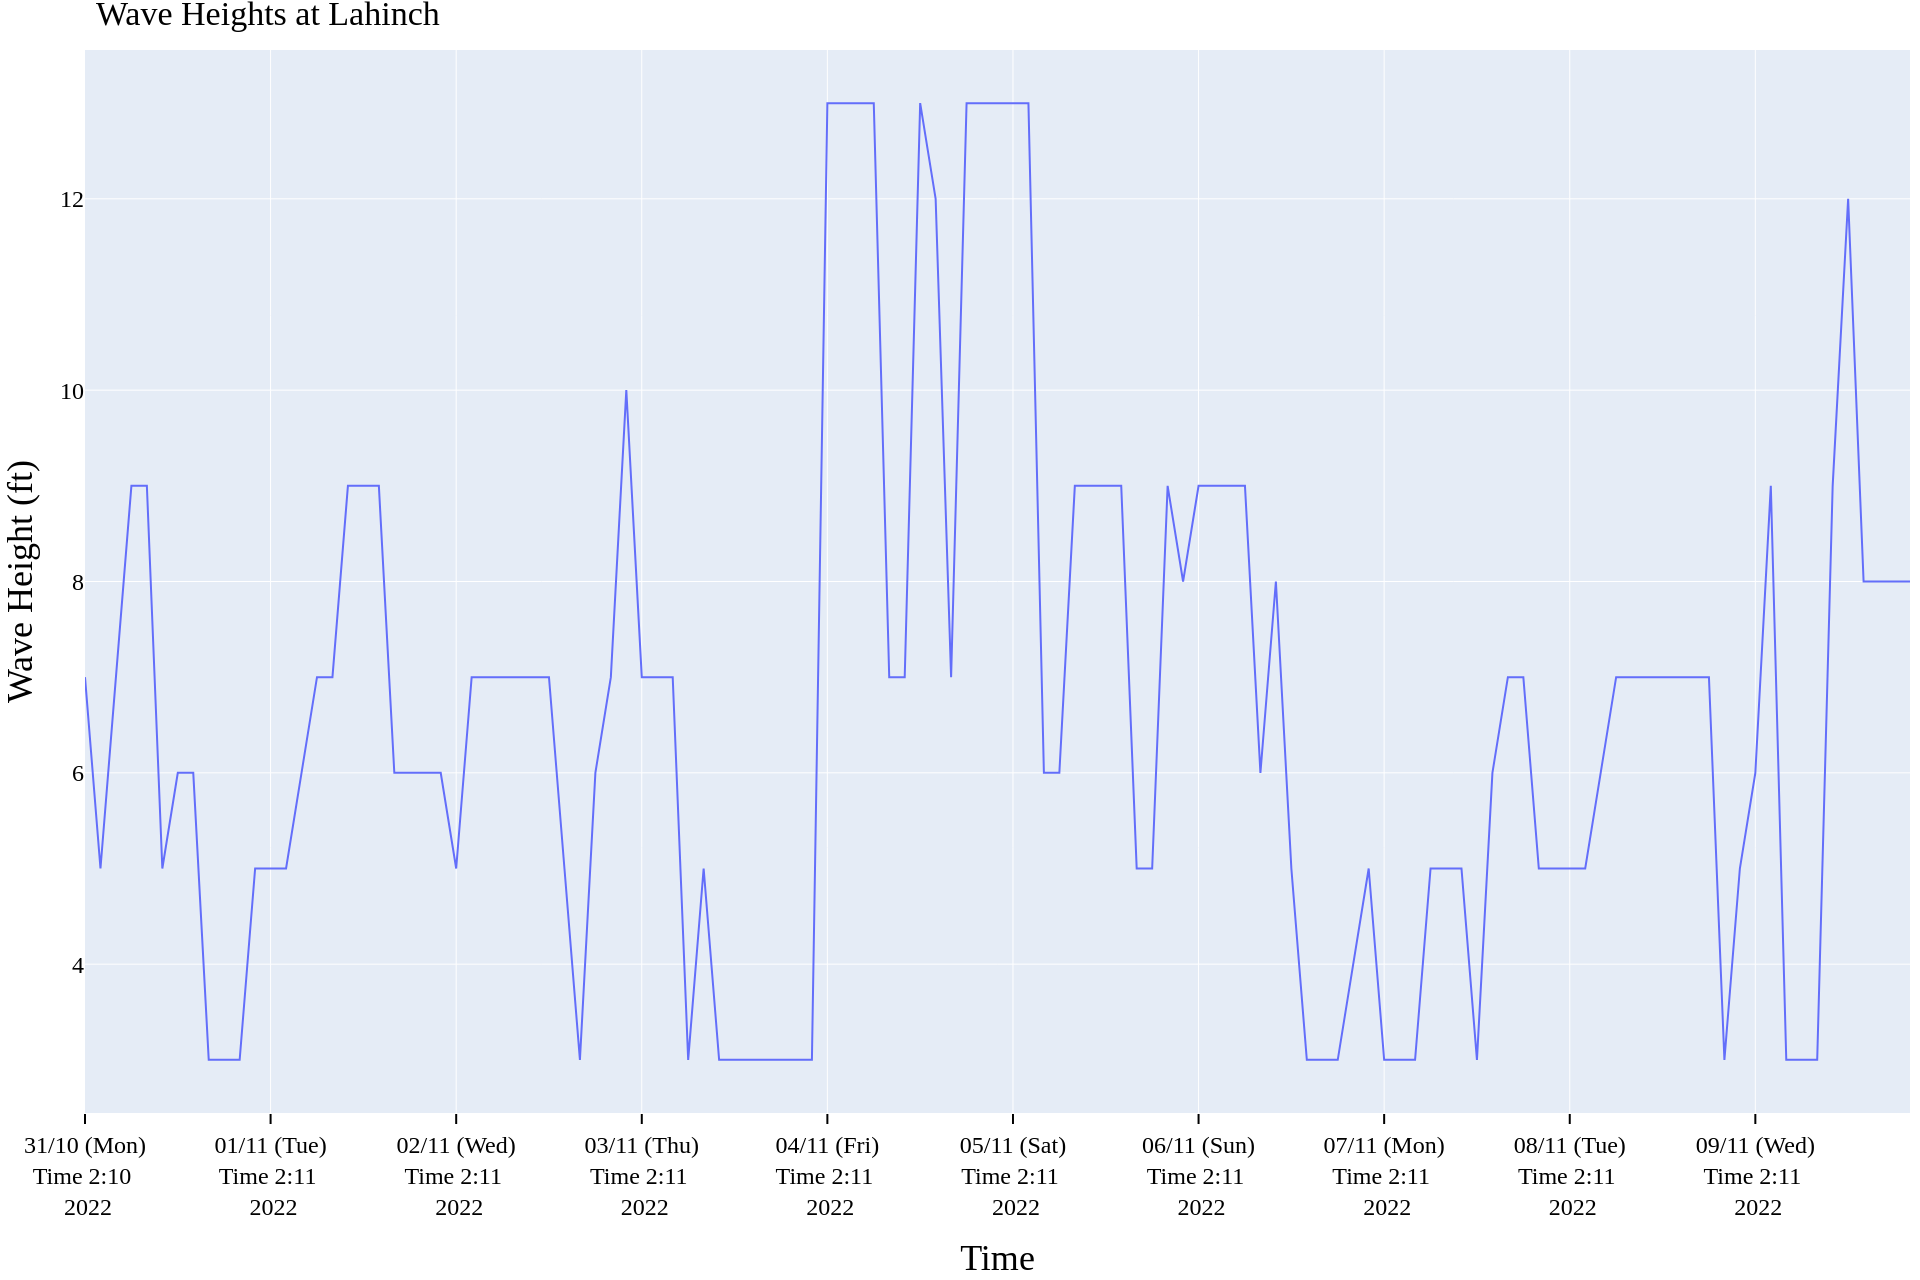 Wave Heights at Lahinch
Wave Height (ft)
12
10
8
6
4
31/10 (Mon)
Time 2:10
2022
01/11 (Tue)
Time 2:11
2022
02/11 (Wed)
Time 2:11
2022
03/11 (Thu)
Time 2:11
2022
04/11 (Fri)
Time 2:11
2022
05/11 (Sat)
Time 2:11
2022
06/11 (Sun)
Time 2:11
2022
07/11 (Mon)
Time 2:11
2022
08/11 (Tue)
Time 2:11
2022
09/11 (Wed)
Time 2:11
2022
Time